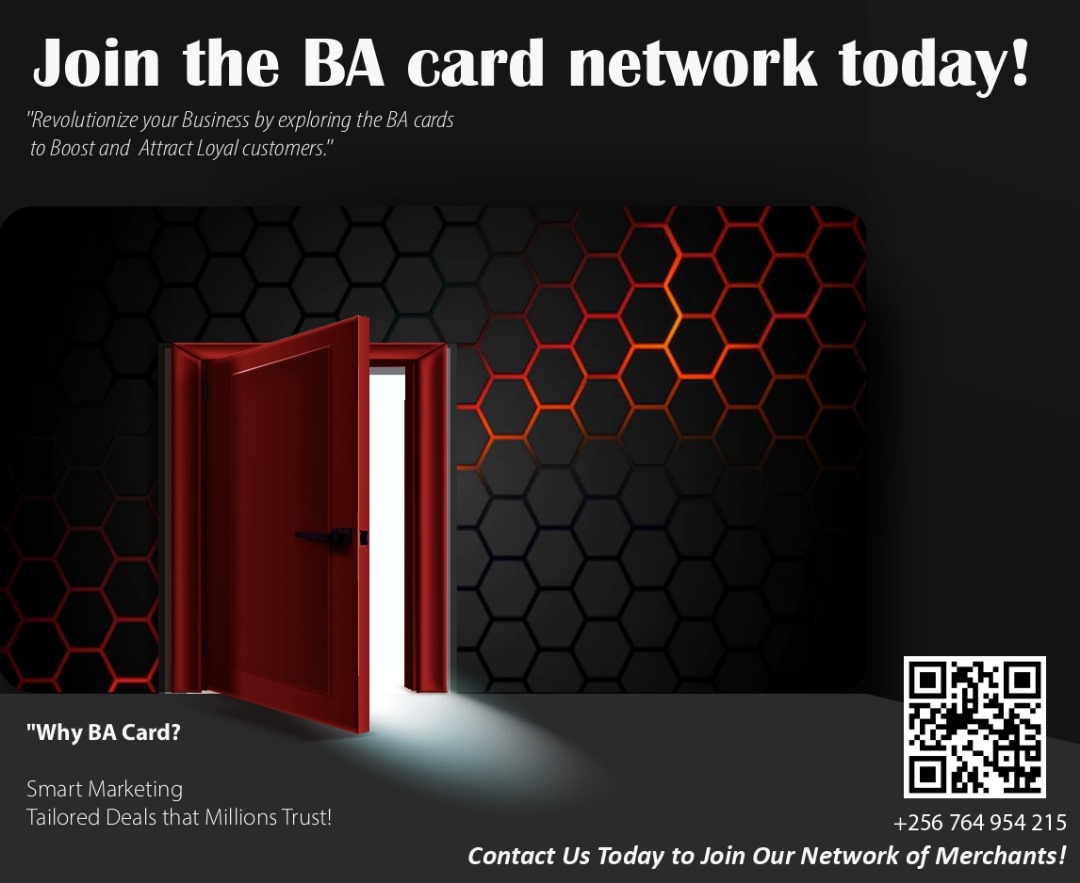 Join the BA card network today!
"Revolutionize your Business by exploring the BA cards
to Boost and Attract Loyal customers."
"Why BA Card?
Smart Marketing
Tailored Deals that Millions Trust!
+256 764 954 215
Contact Us Today to Join Our Network of Merchants!